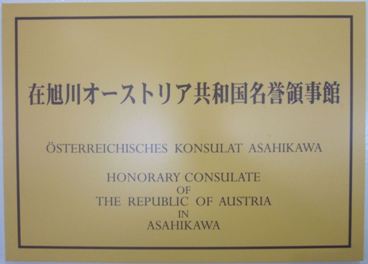 在旭川オーストリア共和国名誉領事館
ÖSTERREICHISCHES KONSULAT ASAHIKAWA
HONORARY CONSULATE
OF
THE REPUBLIC OF AUSTRIA
IN
ASAHIKAWA